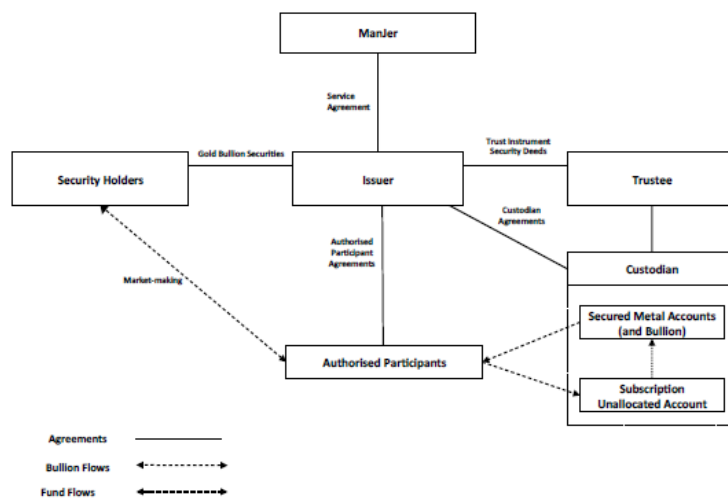 ManJer
Service
Agreement
Gold Bullion Securities
Trust Instrument
Security Deeds
Security Holders
Issuer
Trustee
Custodian
Agreements
Authorised
Participant
Agreements
Market-making
Custodian
Secured Metal Accounts
(and Bullion)
Authorised Participants
Subscription
Unallocated Account
Agreements
Bullion Flows
Fund Flows